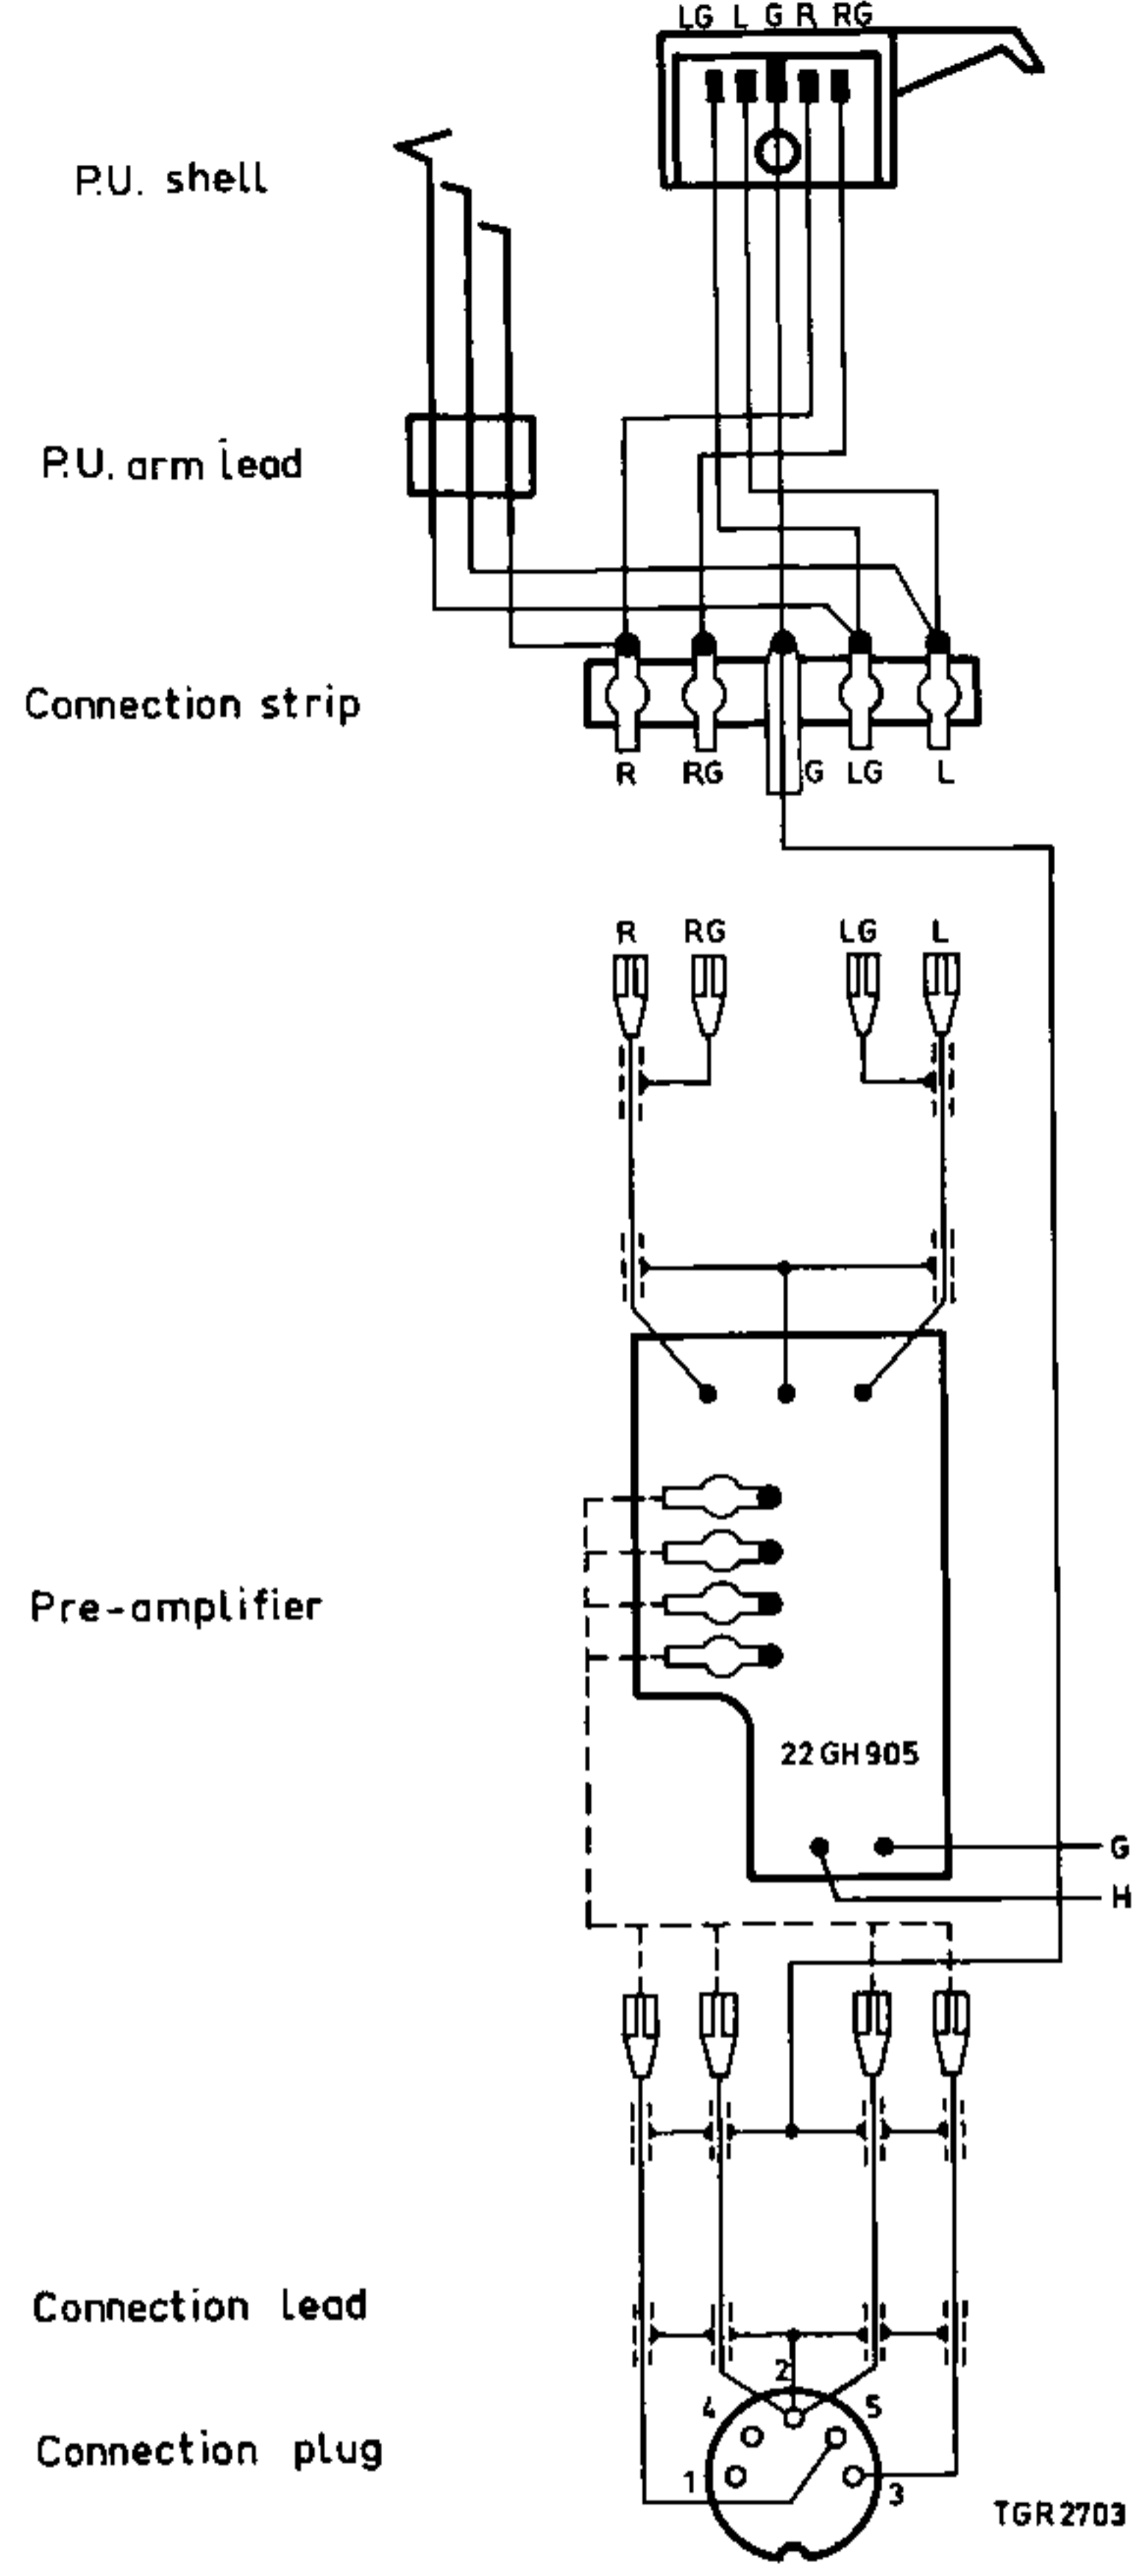 LG L G R RG
P.U. shell
P.U. arm lead
Connection strip
R RG G LG L
R RG LG L
Pre-amplifier
22 GH 905
G
H
Connection lead
2
4 5
Connection plug
1 3
TGR 2703